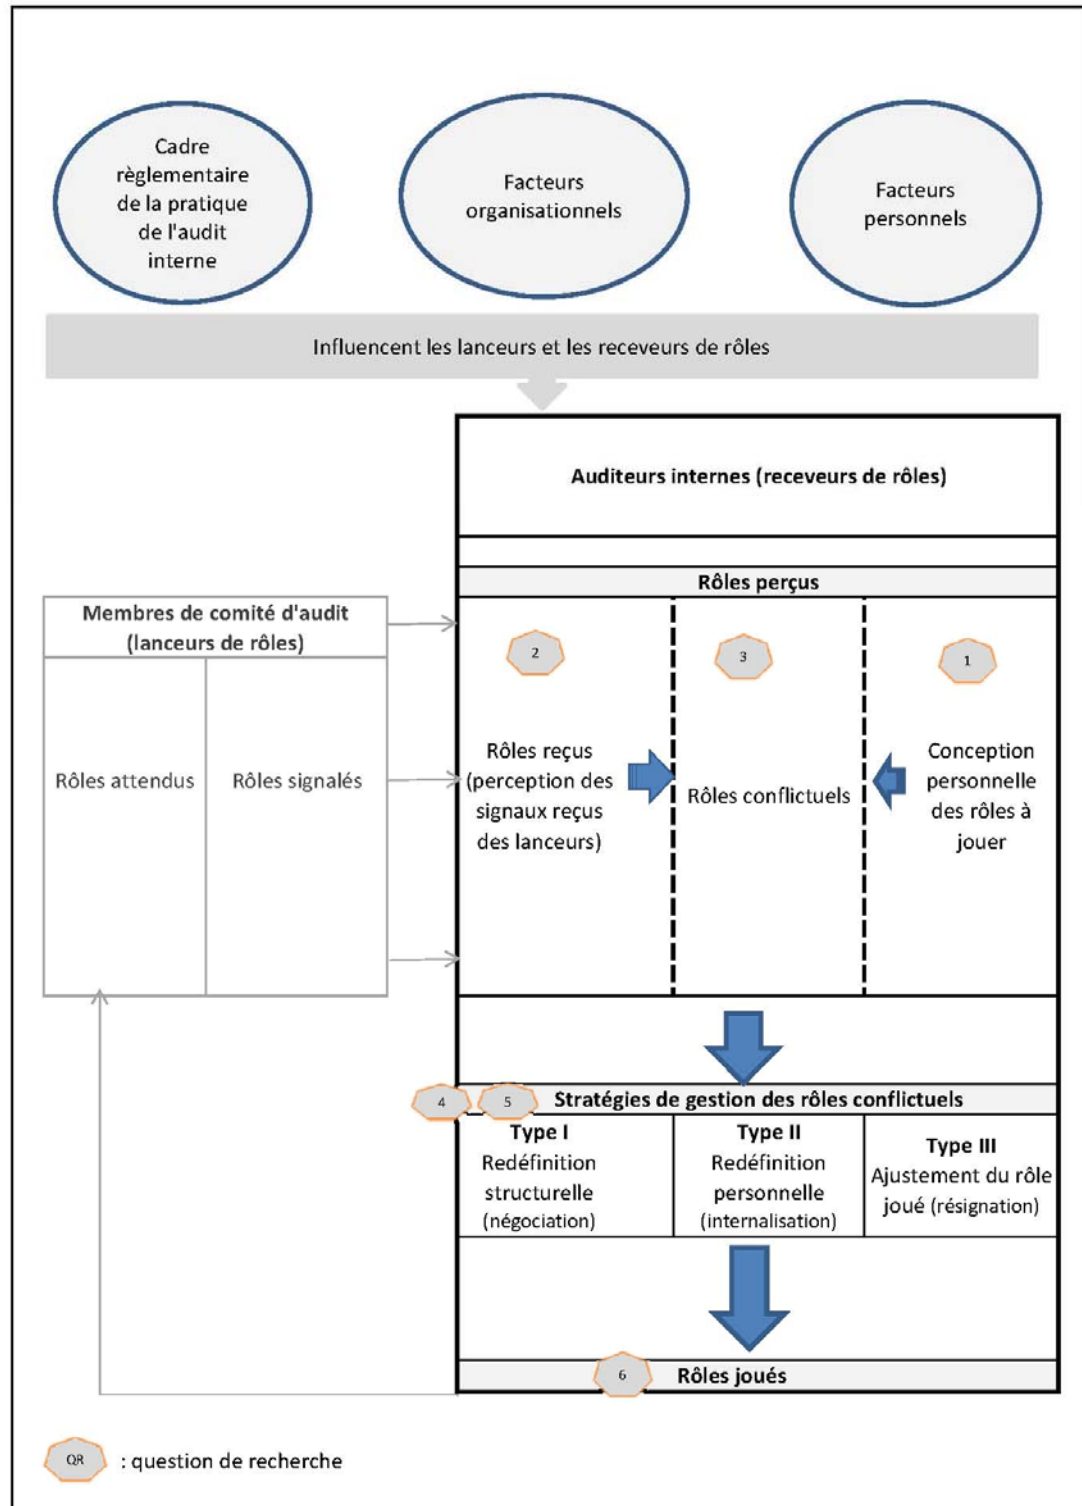 Cadre
règlementaire
de la pratique
de l'audit
interne
Facteurs
organisationnels
Facteurs
personnels
Influencent les lanceurs et les receveurs de rôles
Auditeurs internes (receveurs de rôles)
Rôles perçus
Membres de comité d'audit
(lanceurs de rôles)
Rôles attendus
Rôles signalés
2
3
1
Rôles reçus
(perception des
signaux reçus
des lanceurs)
Rôles conflictuels
Conception
personnelle
des rôles à
jouer
4
5
Stratégies de gestion des rôles conflictuels
Type I
Redéfinition
structurelle
(négociation)
Type II
Redéfinition
personnelle
(internalisation)
Type III
Ajustement du rôle
joué (résignation)
6
Rôles joués
QR
: question de recherche